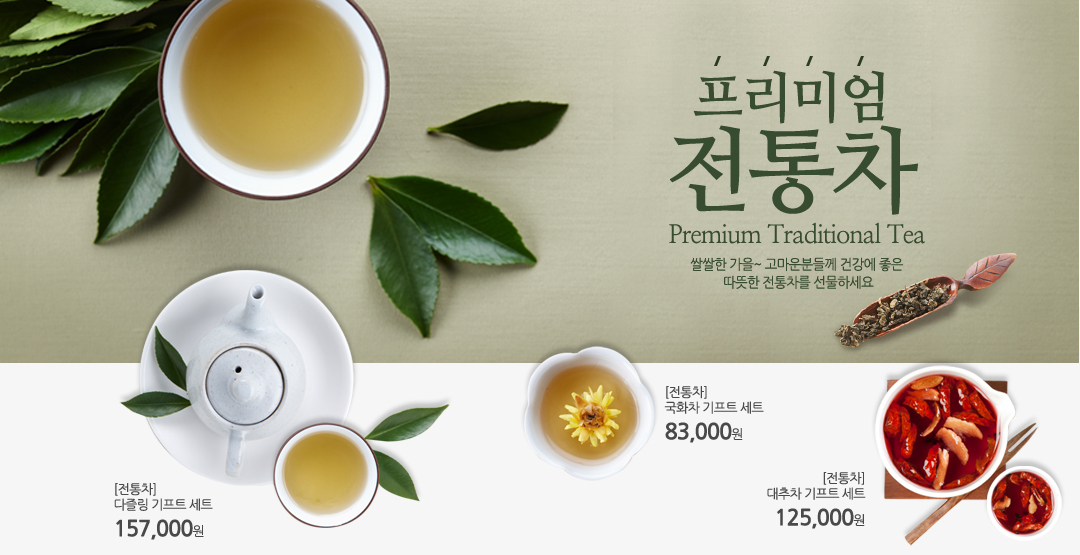 프리미엄
전통차
Premium Traditional Tea
쌀쌀한 가을~ 고마운분들께 건강에 좋은
따뜻한 전통차를 선물하세요
[전통차]
국화차 기프트 세트
83,000원
[전통차]
대추차 기프트 세트
125,000원
[전통차]
다즐링 기프트 세트
157,000원